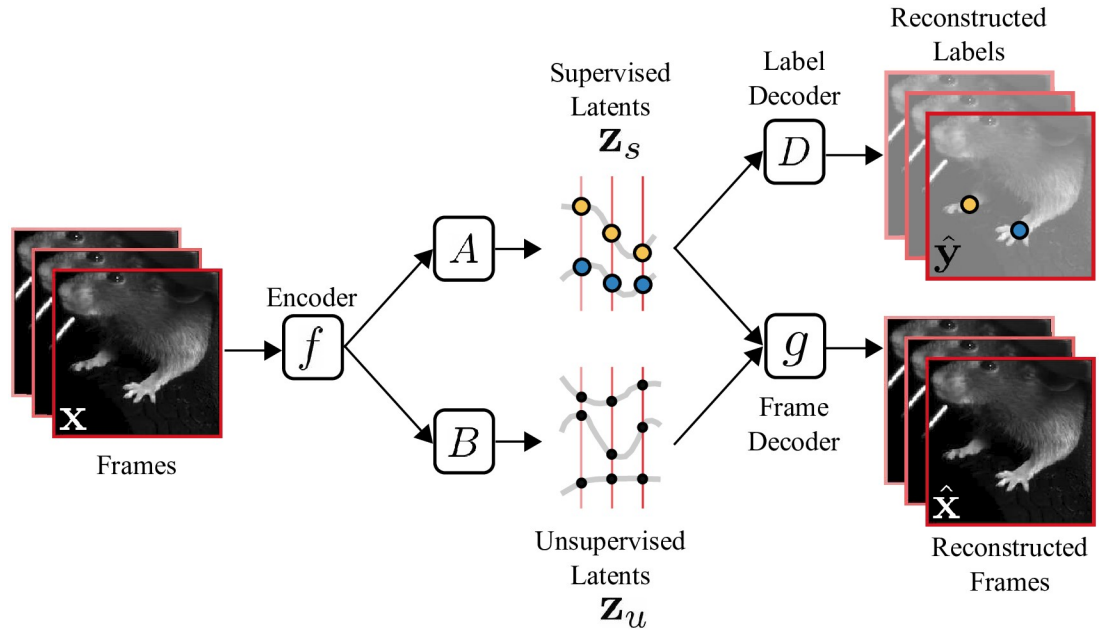 Frames
x
Encoder
f
A
B
Supervised
Latents
z_s
Unsupervised
Latents
z_u
Label
Decoder
D
g
Frame
Decoder
Reconstructed
Labels
ŷ
x̂
Reconstructed
Frames